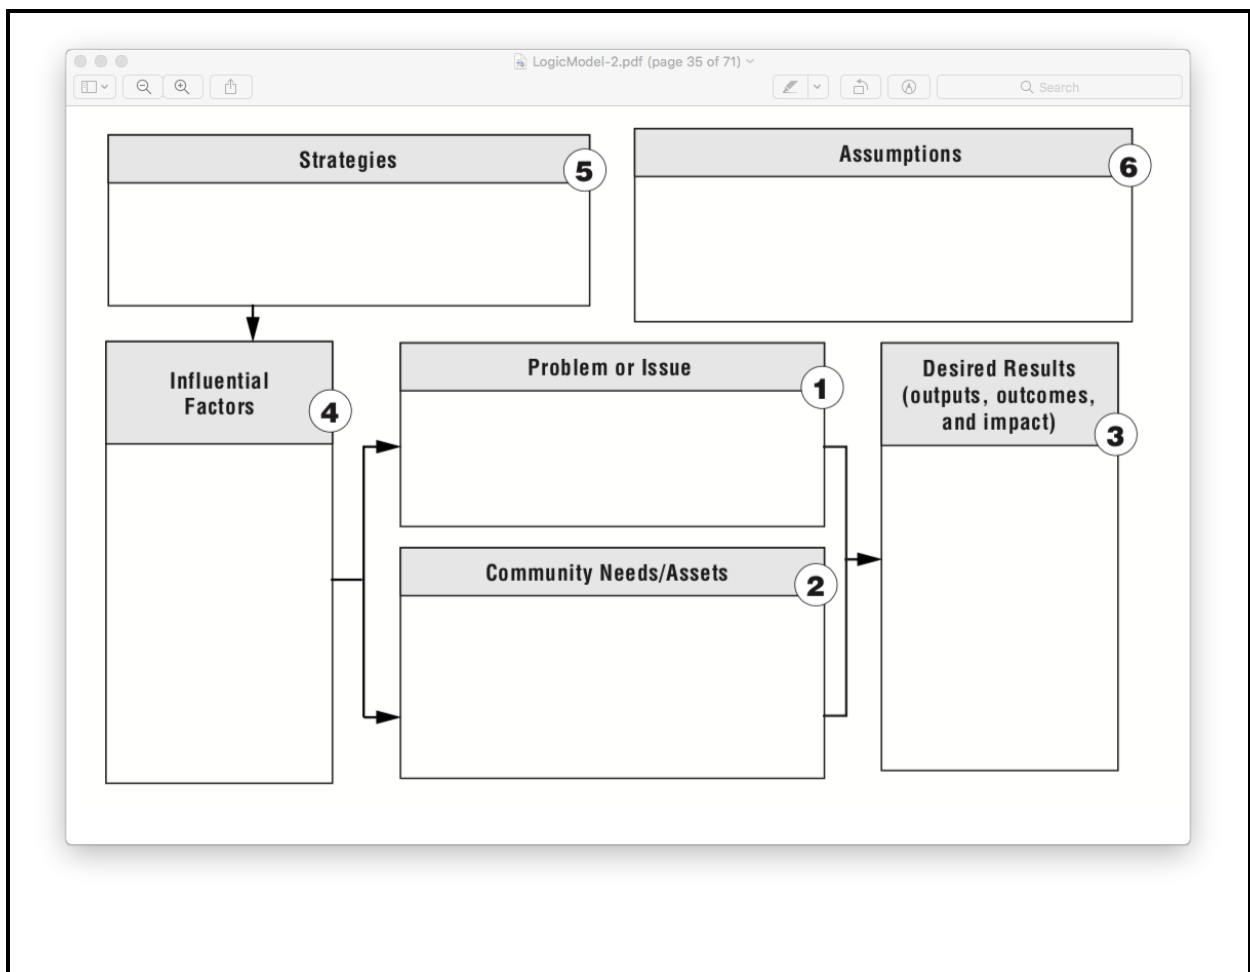 LogicModel-2.pdf (page 35 of 71)
Search
Strategies
5
Assumptions
6
Influential
Factors
4
Problem or Issue
1
Desired Results
(outputs, outcomes,
and impact)
3
Community Needs/Assets
2